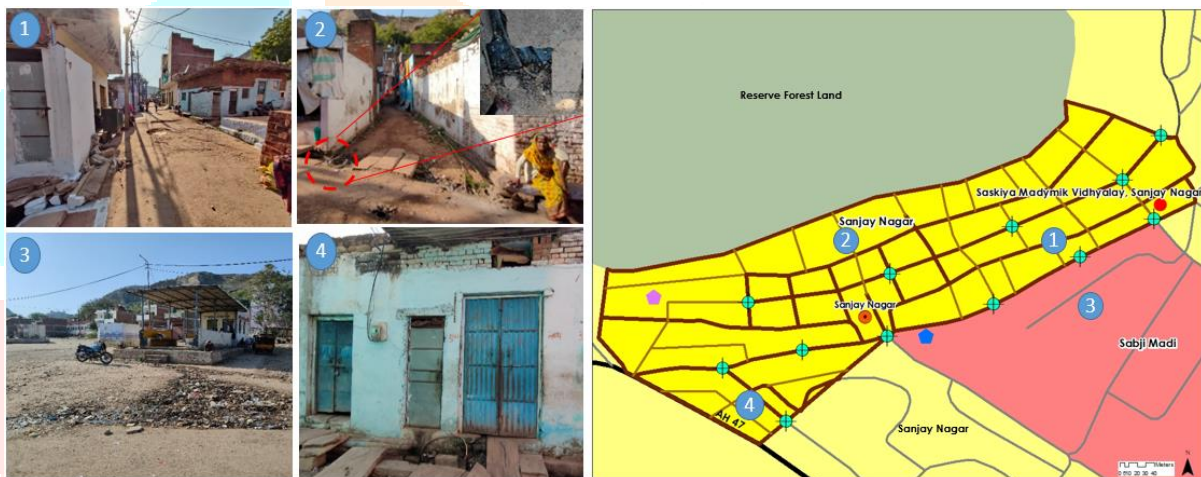 1
2
3
4
Reserve Forest Land
Saskiya Madymik Vidhyalay, Sanjay Nagar
Sanjay Nagar
2
1
Sanjay Nagar
3
Sabji Madi
4
AH 47
Sanjay Nagar
Meters
N